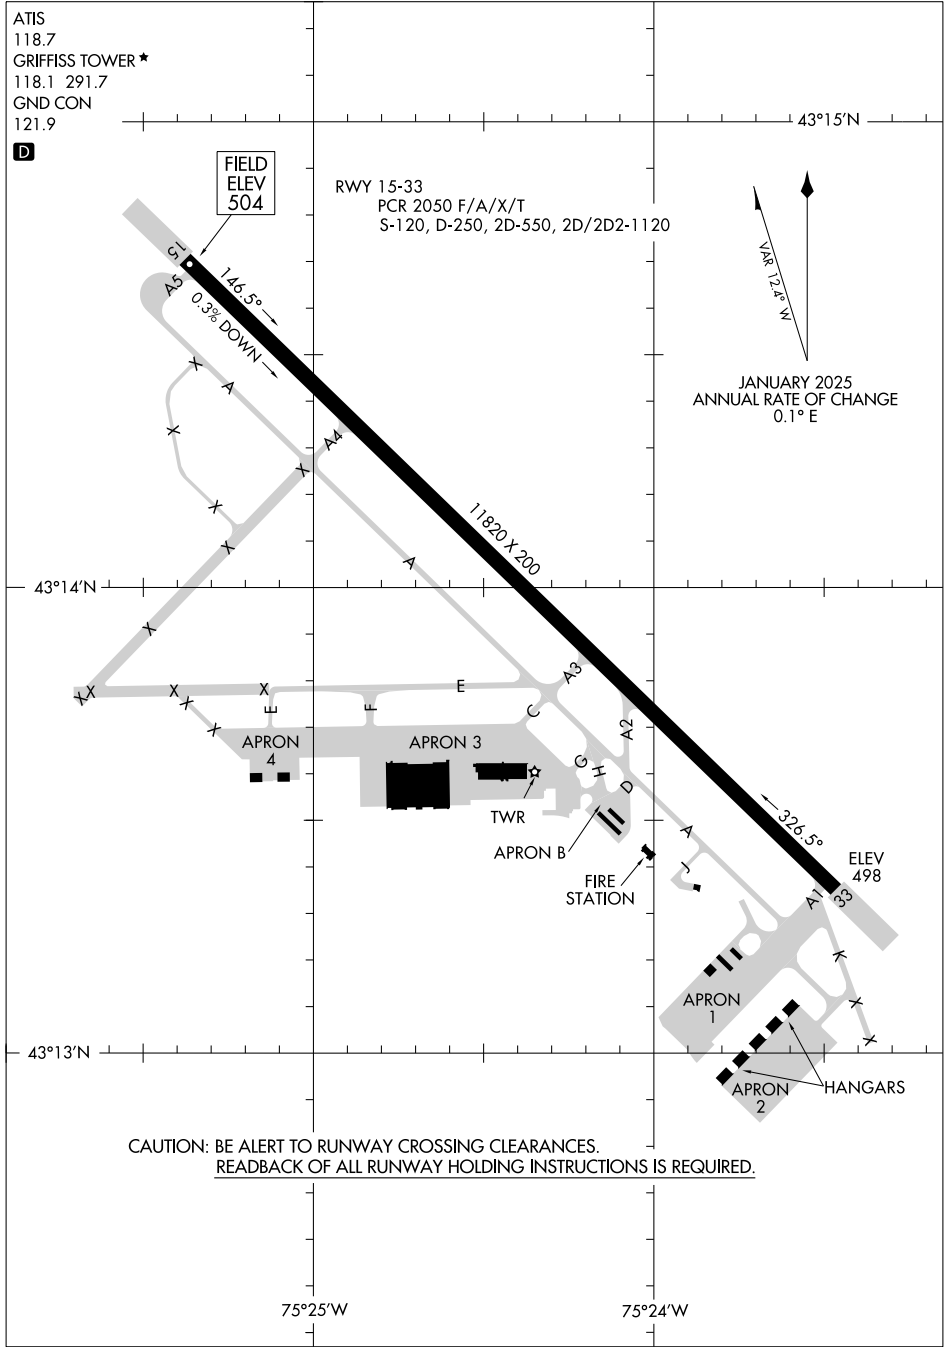 ATIS
118.7
GRIFFISS TOWER ★
118.1 291.7
GND CON
121.9
D
43°15'N
FIELD
ELEV
504
RWY 15-33
PCR 2050 F/A/X/T
S-120, D-250, 2D-550, 2D/2D2-1120
VAR 12.4° W
JANUARY 2025
ANNUAL RATE OF CHANGE
0.1° E
15
A5
146.5°
0.3% DOWN
X
A
X
A4
X
X
X
11820 X 200
A
43°14'N
X
A3
X
X
X
X
E
X
E
F
C
X
A2
APRON
4
APRON 3
G
H
D
TWR
APRON B
A
326.5°
FIRE
STATION
J
ELEV
498
A1
33
K
APRON
1
X
X
43°13'N
APRON
2
HANGARS
CAUTION: BE ALERT TO RUNWAY CROSSING CLEARANCES.
READBACK OF ALL RUNWAY HOLDING INSTRUCTIONS IS REQUIRED.
75°25'W
75°24'W